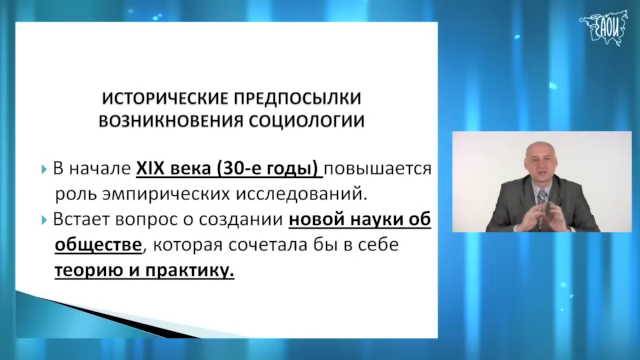 САОИ
ИСТОРИЧЕСКИЕ ПРЕДПОСЫЛКИ
ВОЗНИКНОВЕНИЯ СОЦИОЛОГИИ
В начале XIX века (30-е годы) повышается
роль эмпирических исследований.
Встает вопрос о создании новой науки об
обществе, которая сочетала бы в себе
теорию и практику.